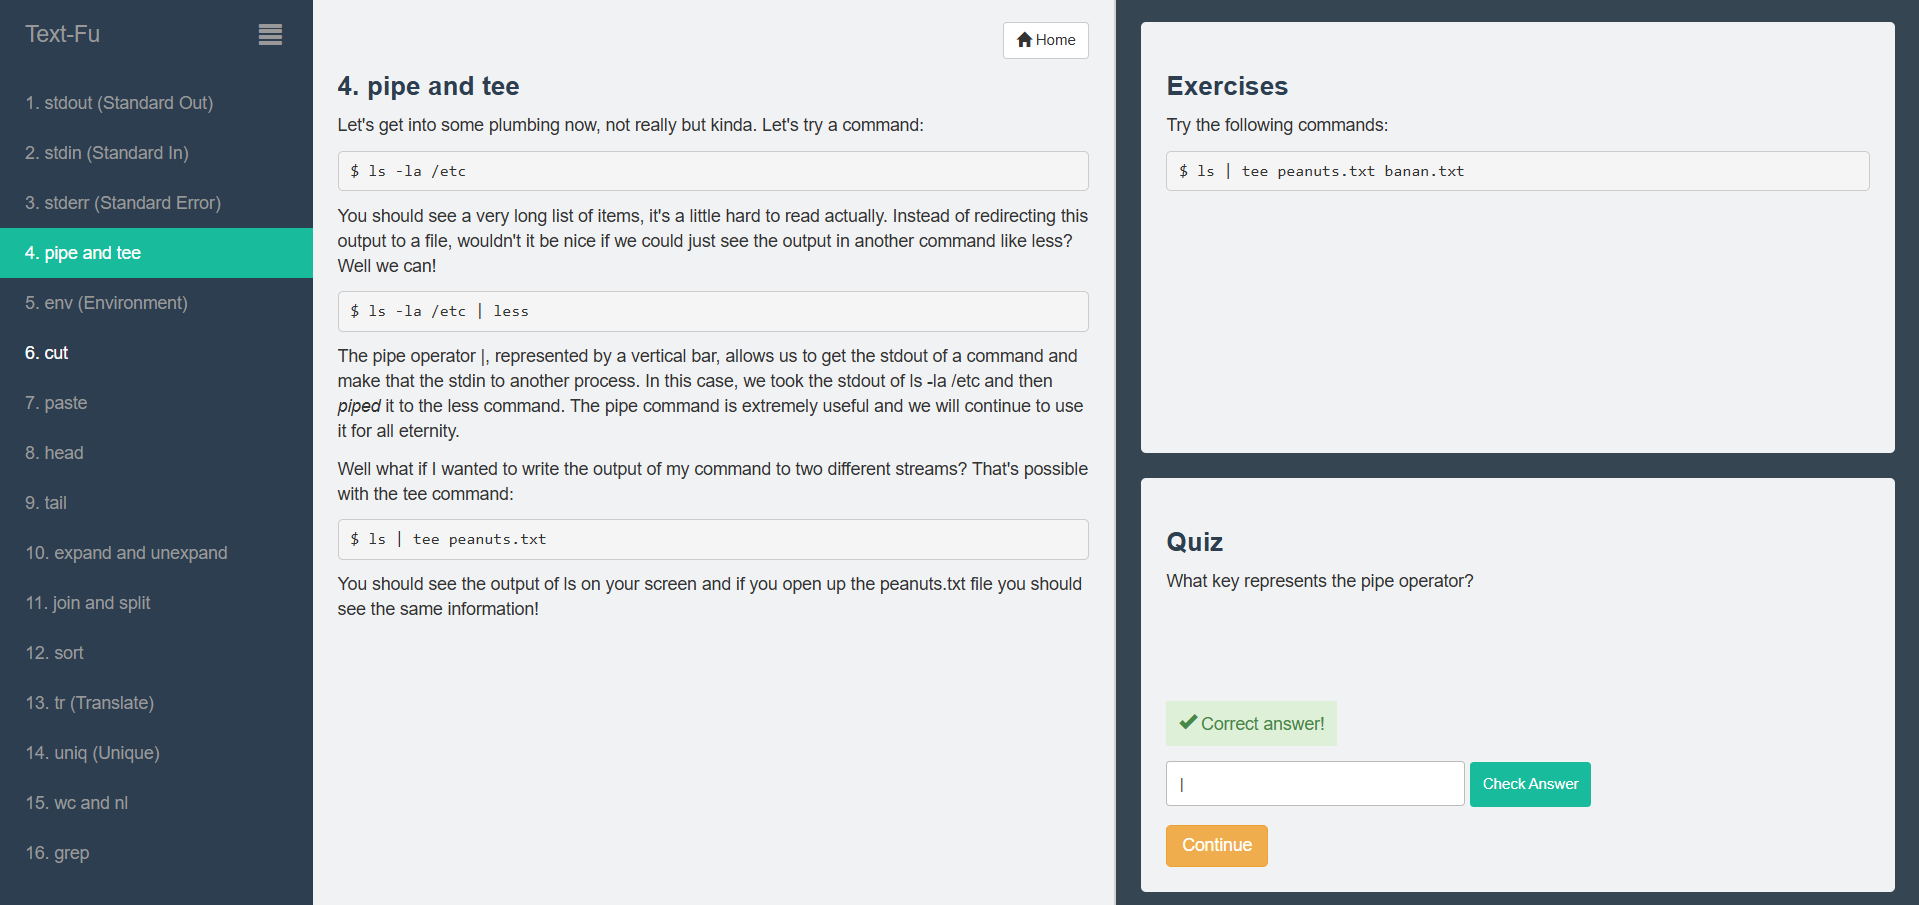 Text-Fu
1. stdout (Standard Out)
2. stdin (Standard In)
3. stderr (Standard Error)
4. pipe and tee
5. env (Environment)
6. cut
7. paste
8. head
9. tail
10. expand and unexpand
11. join and split
12. sort
13. tr (Translate)
14. uniq (Unique)
15. wc and nl
16. grep
Home
4. pipe and tee
Let's get into some plumbing now, not really but kinda. Let's try a command:
$ ls -la /etc
You should see a very long list of items, it's a little hard to read actually. Instead of redirecting this
output to a file, wouldn't it be nice if we could just see the output in another command like less?
Well we can!
$ ls -la /etc | less
The pipe operator |, represented by a vertical bar, allows us to get the stdout of a command and
make that the stdin to another process. In this case, we took the stdout of ls -la /etc and then
piped it to the less command. The pipe command is extremely useful and we will continue to use
it for all eternity.
Well what if I wanted to write the output of my command to two different streams? That's possible
with the tee command:
$ ls | tee peanuts.txt
You should see the output of ls on your screen and if you open up the peanuts.txt file you should
see the same information!
Exercises
Try the following commands:
$ ls | tee peanuts.txt banan.txt
Quiz
What key represents the pipe operator?
Correct answer!
|
Check Answer
Continue